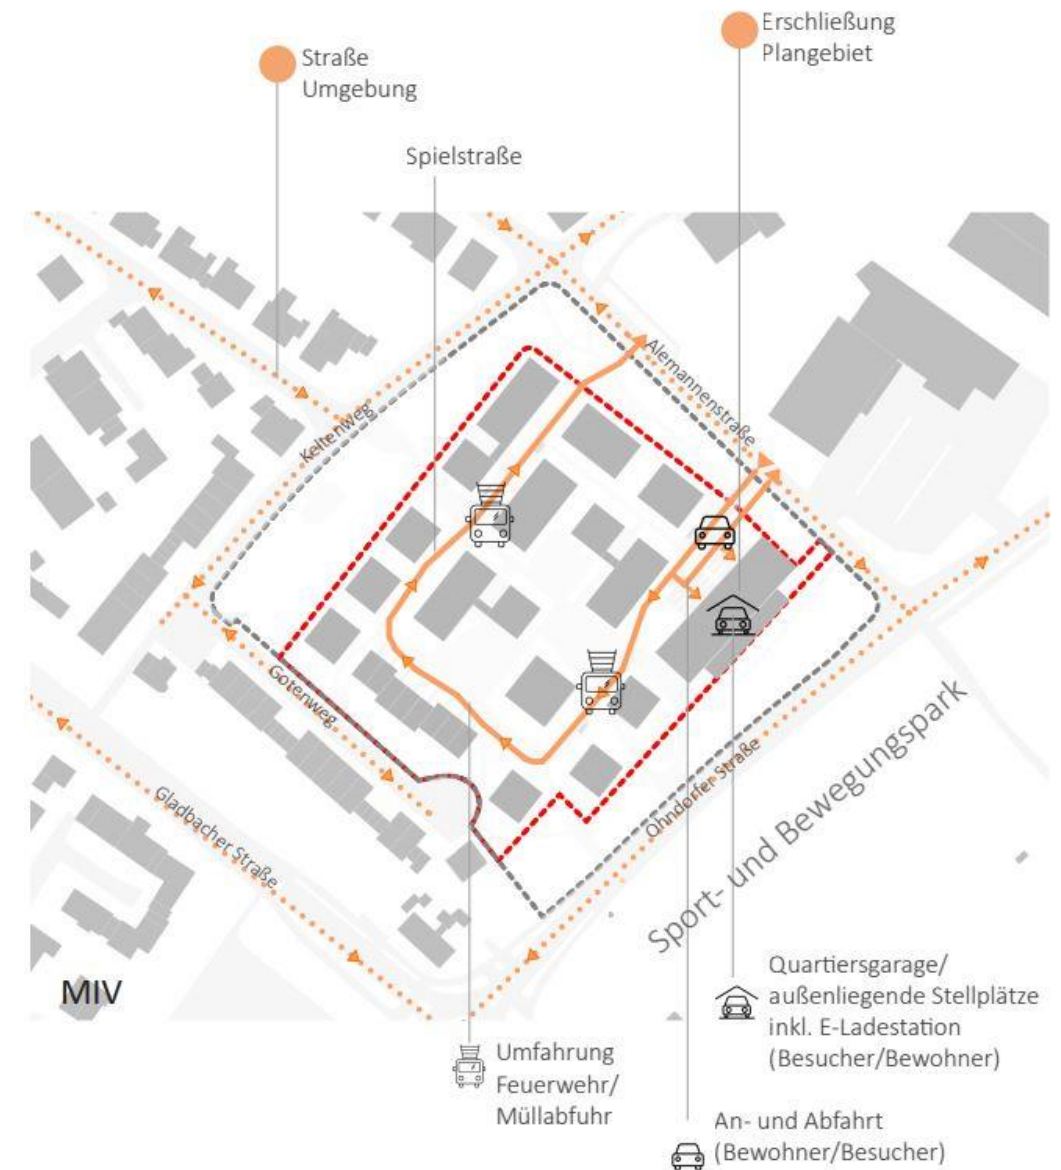 Erschließung
Plangebiet
Straße
Umgebung
Spielstraße
Alemannenstraße
Keltenweg
Gotenweg
Gladbacher Straße
Ohndorfer Straße
Sport- und Bewegungspark
MIV
Quartiersgarage/
außenliegende Stellplätze
inkl. E-Ladestation
(Besucher/Bewohner)
Umfahrung
Feuerwehr/
Müllabfuhr
An- und Abfahrt
(Bewohner/Besucher)